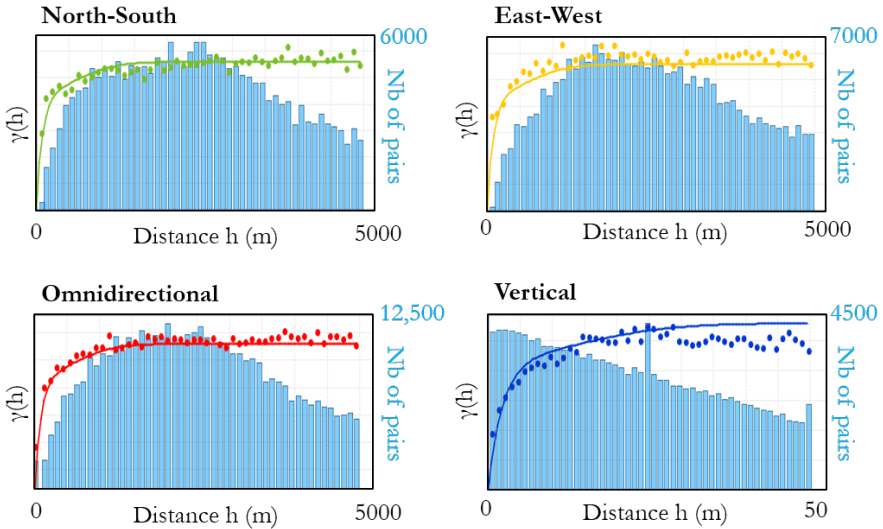 North-South
6000
γ(h)
Nb of pairs
0
Distance h (m)
5000
East-West
7000
γ(h)
Nb of pairs
0
Distance h (m)
5000
Omnidirectional
12,500
γ(h)
Nb of pairs
0
Distance h (m)
5000
Vertical
4500
γ(h)
Nb of pairs
0
Distance h (m)
50